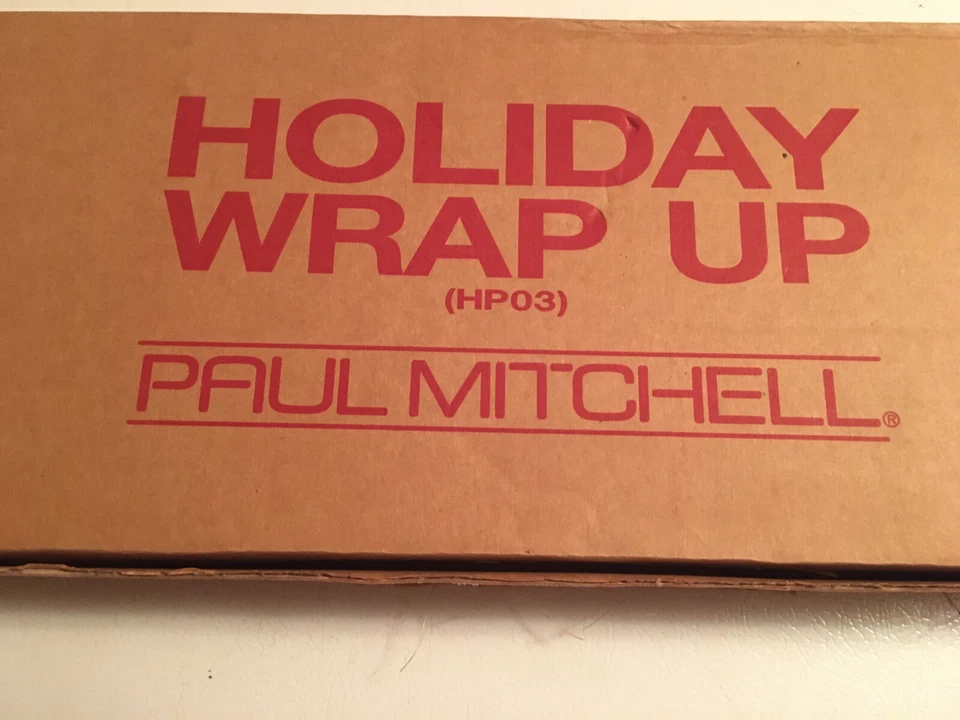 HOLIDAY
WRAP UP
(HP03)
PAUL MITCHELL®